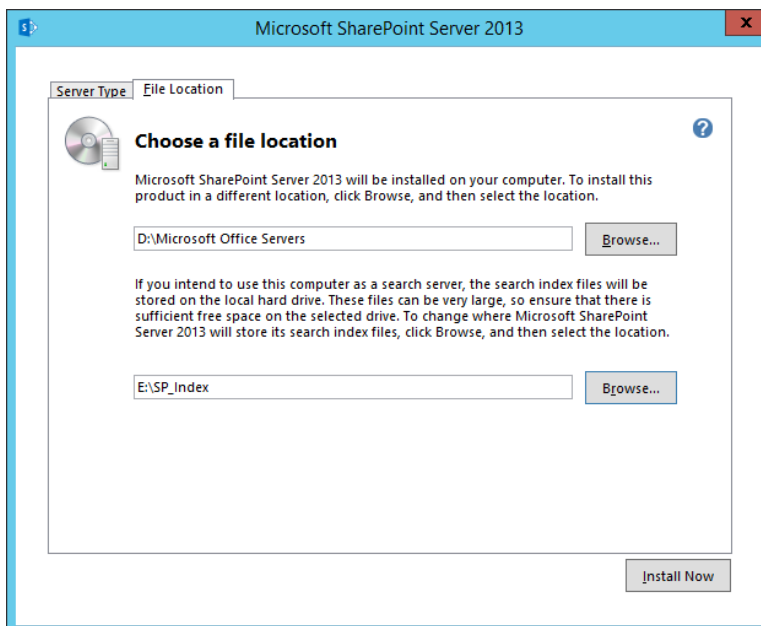 Microsoft SharePoint Server 2013
x
Server Type
File Location
Choose a file location
?
Microsoft SharePoint Server 2013 will be installed on your computer. To install this
product in a different location, click Browse, and then select the location.
D:\Microsoft Office Servers
Browse...
If you intend to use this computer as a search server, the search index files will be
stored on the local hard drive. These files can be very large, so ensure that there is
sufficient free space on the selected drive. To change where Microsoft SharePoint
Server 2013 will store its search index files, click Browse, and then select the location.
E:\SP_Index
Browse...
Install Now